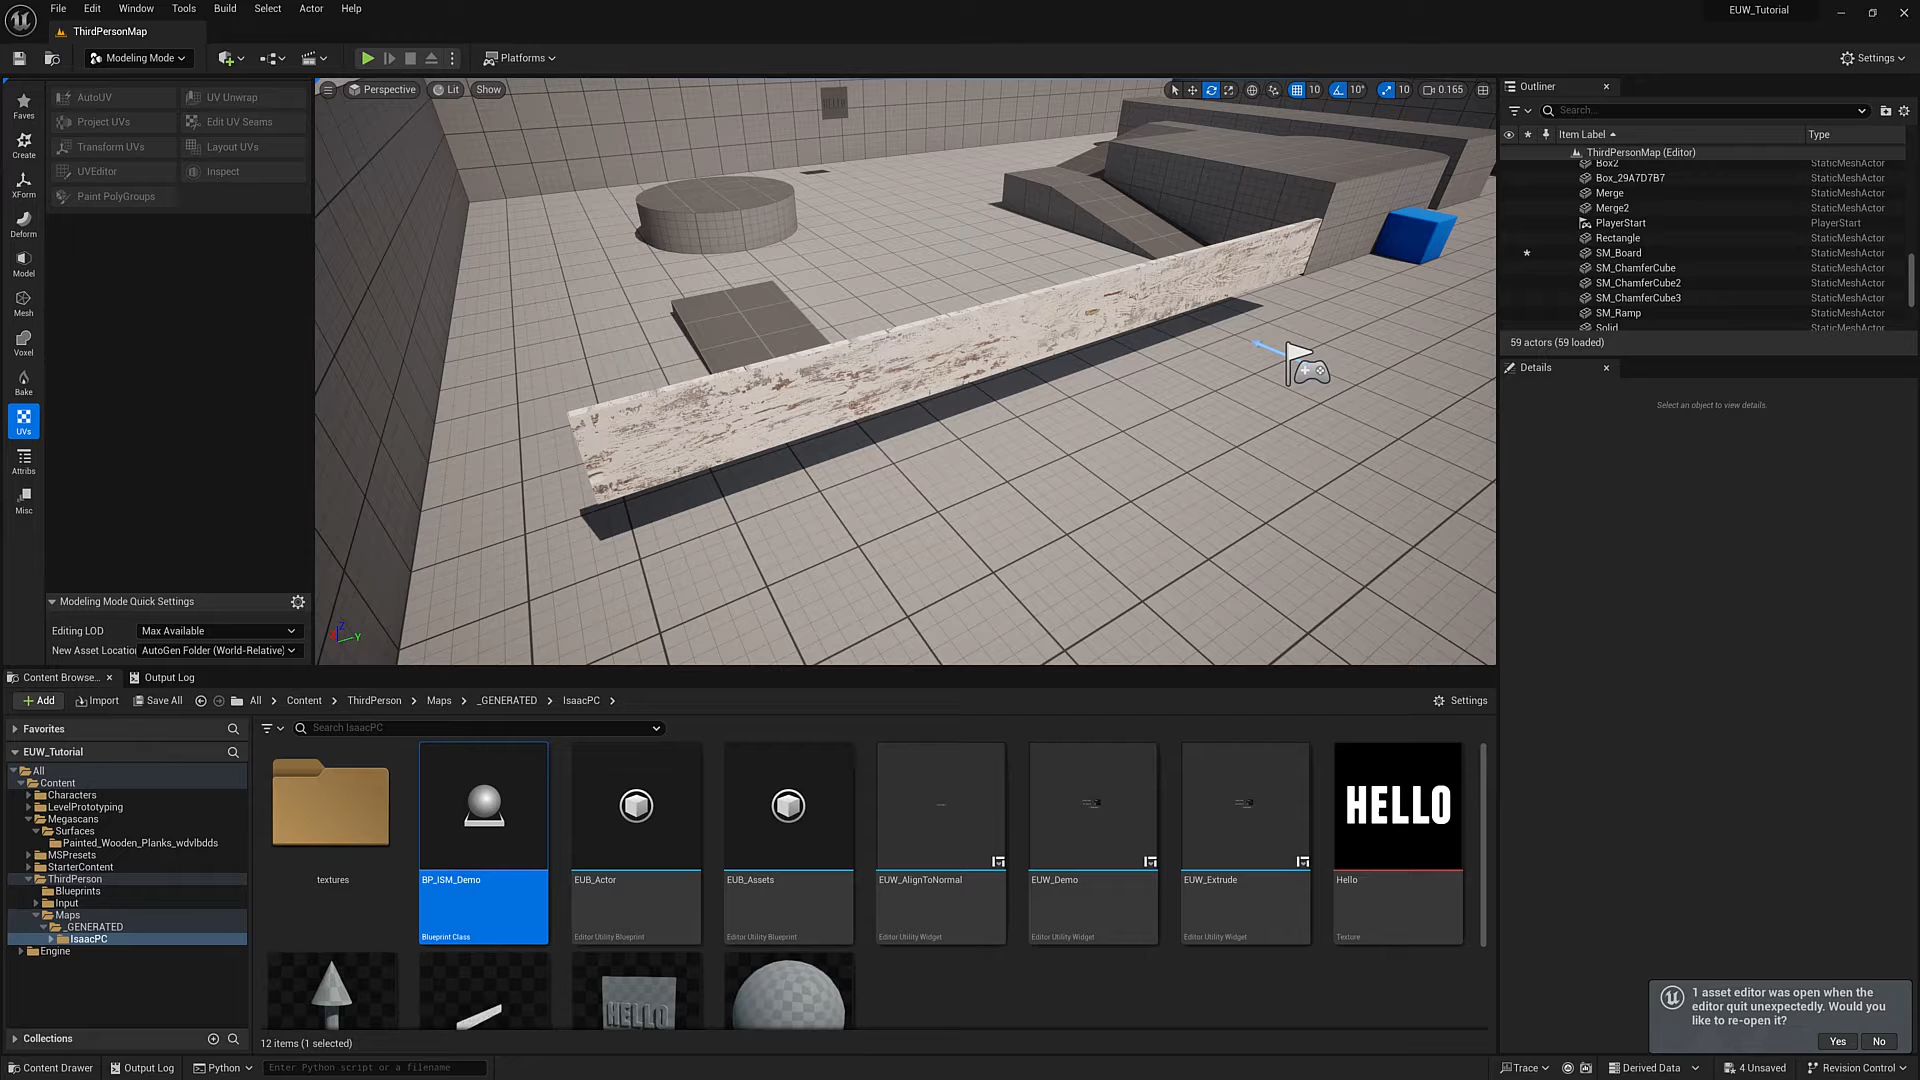 File Edit Window Tools Build Select Actor Help
EUW_Tutorial
ThirdPersonMap
Modeling Mode
Platforms
Settings
Faves
Create
XForm
Deform
Model
Mesh
Voxel
Bake
UVs
Attribs
Misc
AutoUV
UV Unwrap
Project UVs
Edit UV Seams
Transform UVs
Layout UVs
UVEditor
Inspect
Paint PolyGroups
Modeling Mode Quick Settings
Editing LOD
Max Available
New Asset Location
AutoGen Folder (World-Relative)
Perspective
Lit
Show
10
10°
10
0.165
HELLO
Z
X
Y
Outliner
Search...
Item Label
Type
ThirdPersonMap (Editor)
Box2 StaticMeshActor
Box_29A7D7B7 StaticMeshActor
Merge StaticMeshActor
Merge2 StaticMeshActor
PlayerStart PlayerStart
Rectangle StaticMeshActor
SM_Board StaticMeshActor
SM_ChamferCube StaticMeshActor
SM_ChamferCube2 StaticMeshActor
SM_ChamferCube3 StaticMeshActor
SM_Ramp StaticMeshActor
Solid StaticMeshActor
59 actors (59 loaded)
Details
Select an object to view details.
Content Browse...
Output Log
Add
Import
Save All
All > Content > ThirdPerson > Maps > _GENERATED > IsaacPC >
Settings
Favorites
EUW_Tutorial
All
Content
Characters
LevelPrototyping
Megascans
Surfaces
Painted_Wooden_Planks_wdvlbdds
MSPresets
StarterContent
ThirdPerson
Blueprints
Input
Maps
_GENERATED
IsaacPC
Engine
Collections
Search IsaacPC
textures
BP_ISM_Demo
Blueprint Class
EUB_Actor
Editor Utility Blueprint
EUB_Assets
Editor Utility Blueprint
EUW_AlignToNormal
Editor Utility Widget
EUW_Demo
Editor Utility Widget
EUW_Extrude
Editor Utility Widget
HELLO
Hello
Texture
HELLO
12 items (1 selected)
1 asset editor was open when the
editor quit unexpectedly. Would you
like to re-open it?
Yes
No
Content Drawer
Output Log
Python
Enter Python script or a filename
Trace
Derived Data
4 Unsaved
Revision Control